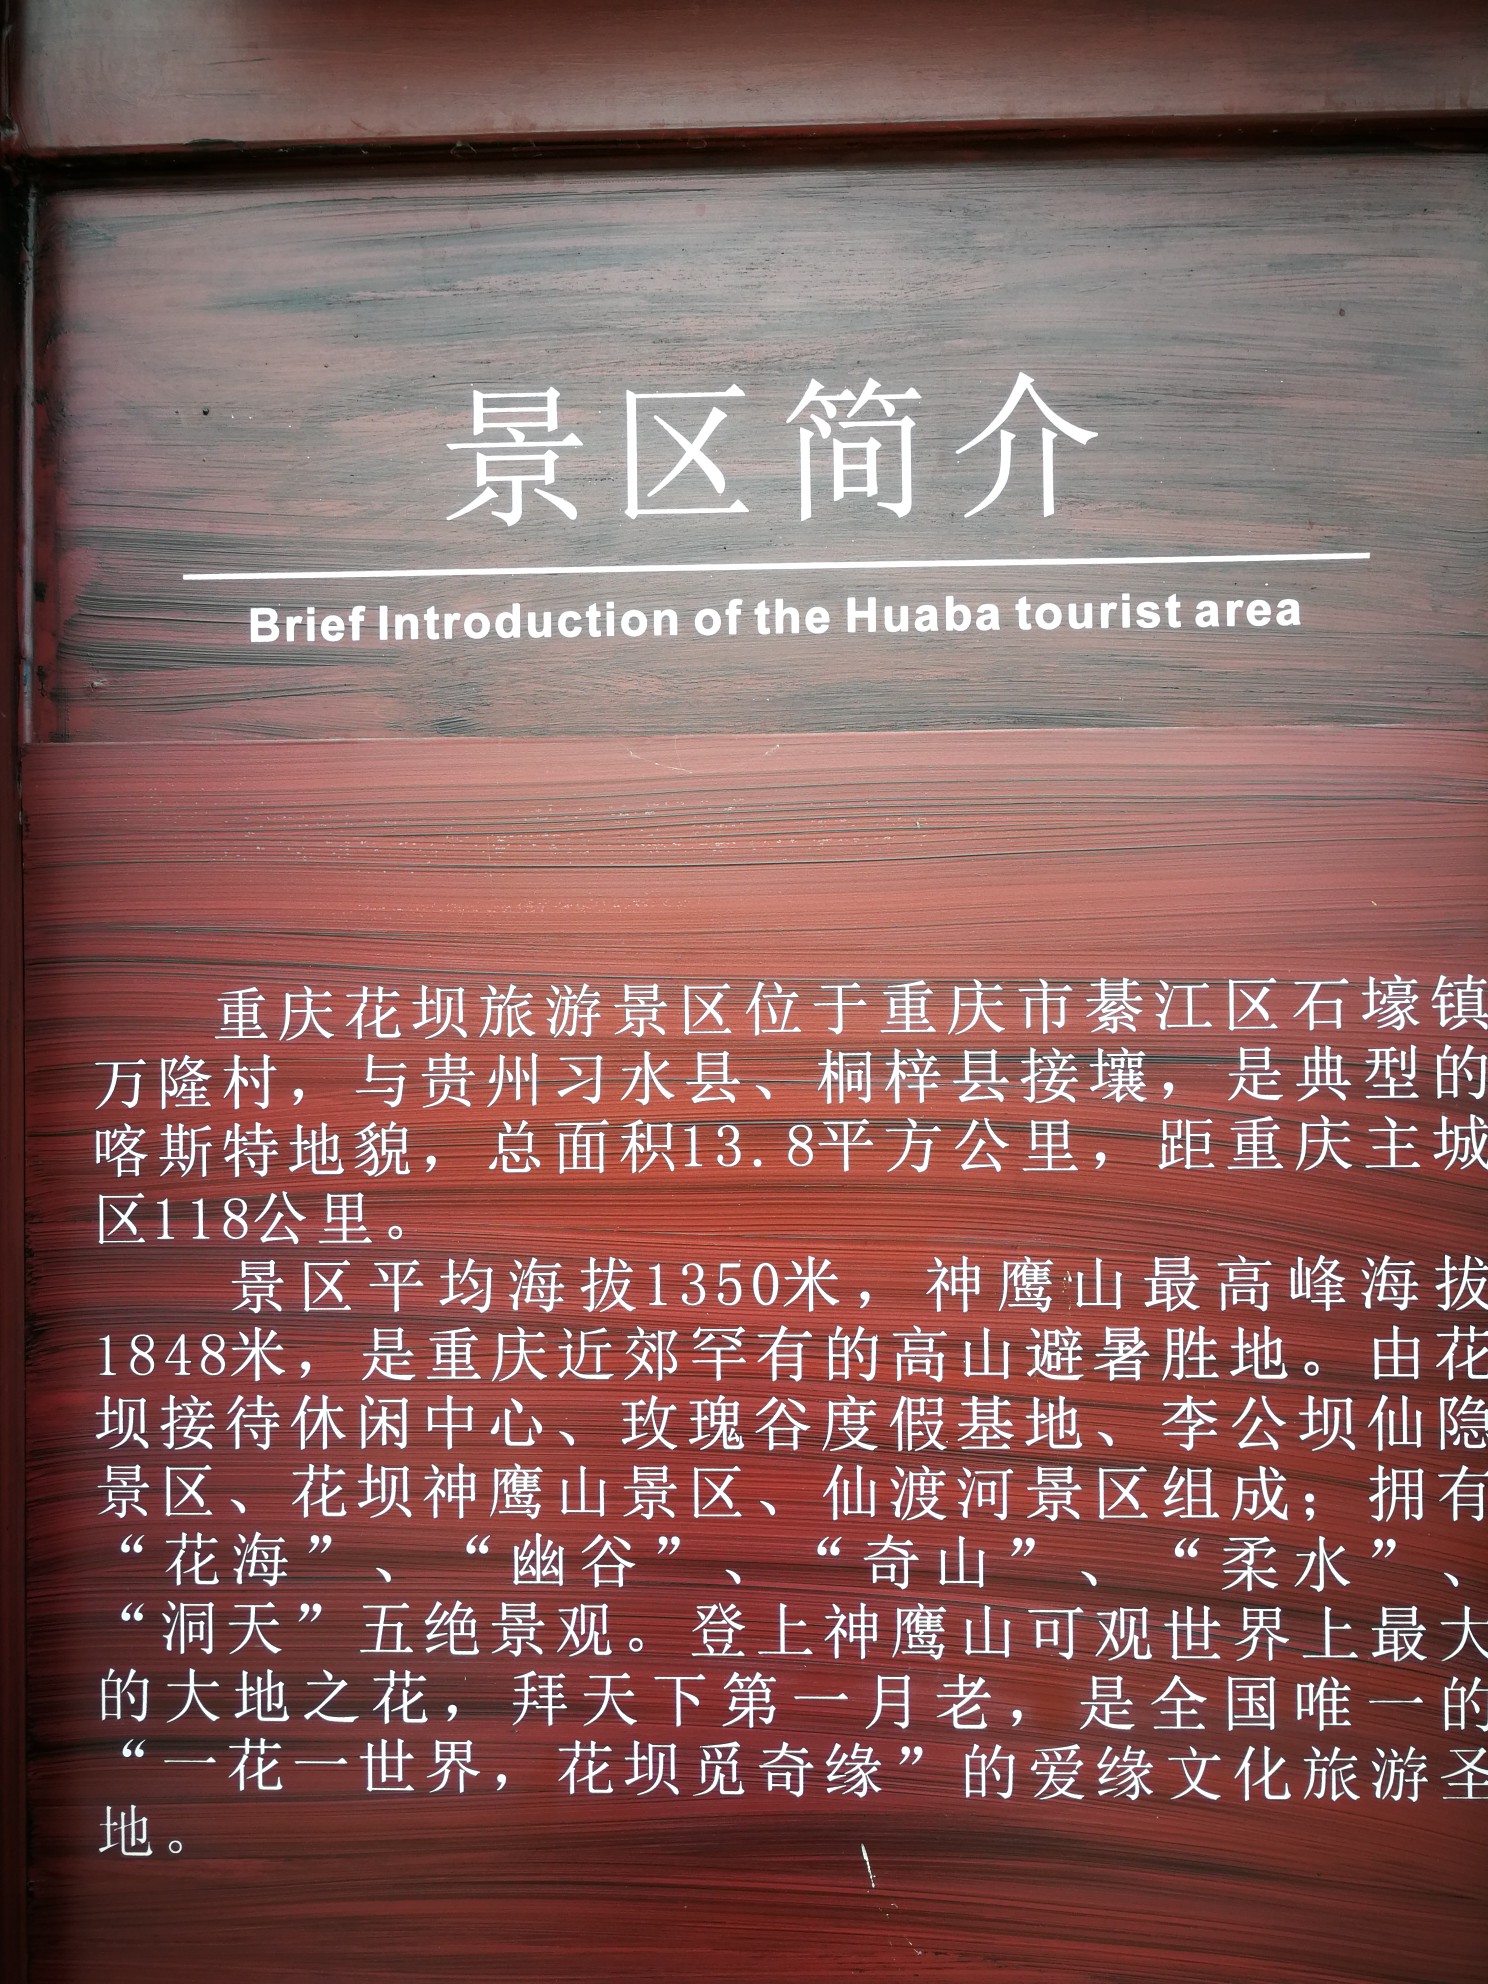 景区简介
Brief Introduction of the Huaba tourist area
重庆花坝旅游景区位于重庆市綦江区石壕镇
万隆村，与贵州习水县、桐梓县接壤，是典型的
喀斯特地貌，总面积13.8平方公里，距重庆主城
区118公里。
景区平均海拔1350米，神鹰山最高峰海拔
1848米，是重庆近郊罕有的高山避暑胜地。由花
坝接待休闲中心、玫瑰谷度假基地、李公坝仙隐
景区、花坝神鹰山景区、仙渡河景区组成；拥有
“花海”、“幽谷”、“奇山”、“柔水”、
“洞天”五绝景观。登上神鹰山可观世界上最大
的大地之花，拜天下第一月老，是全国唯一的
“一花一世界，花坝觅奇缘”的爱缘文化旅游圣
地。